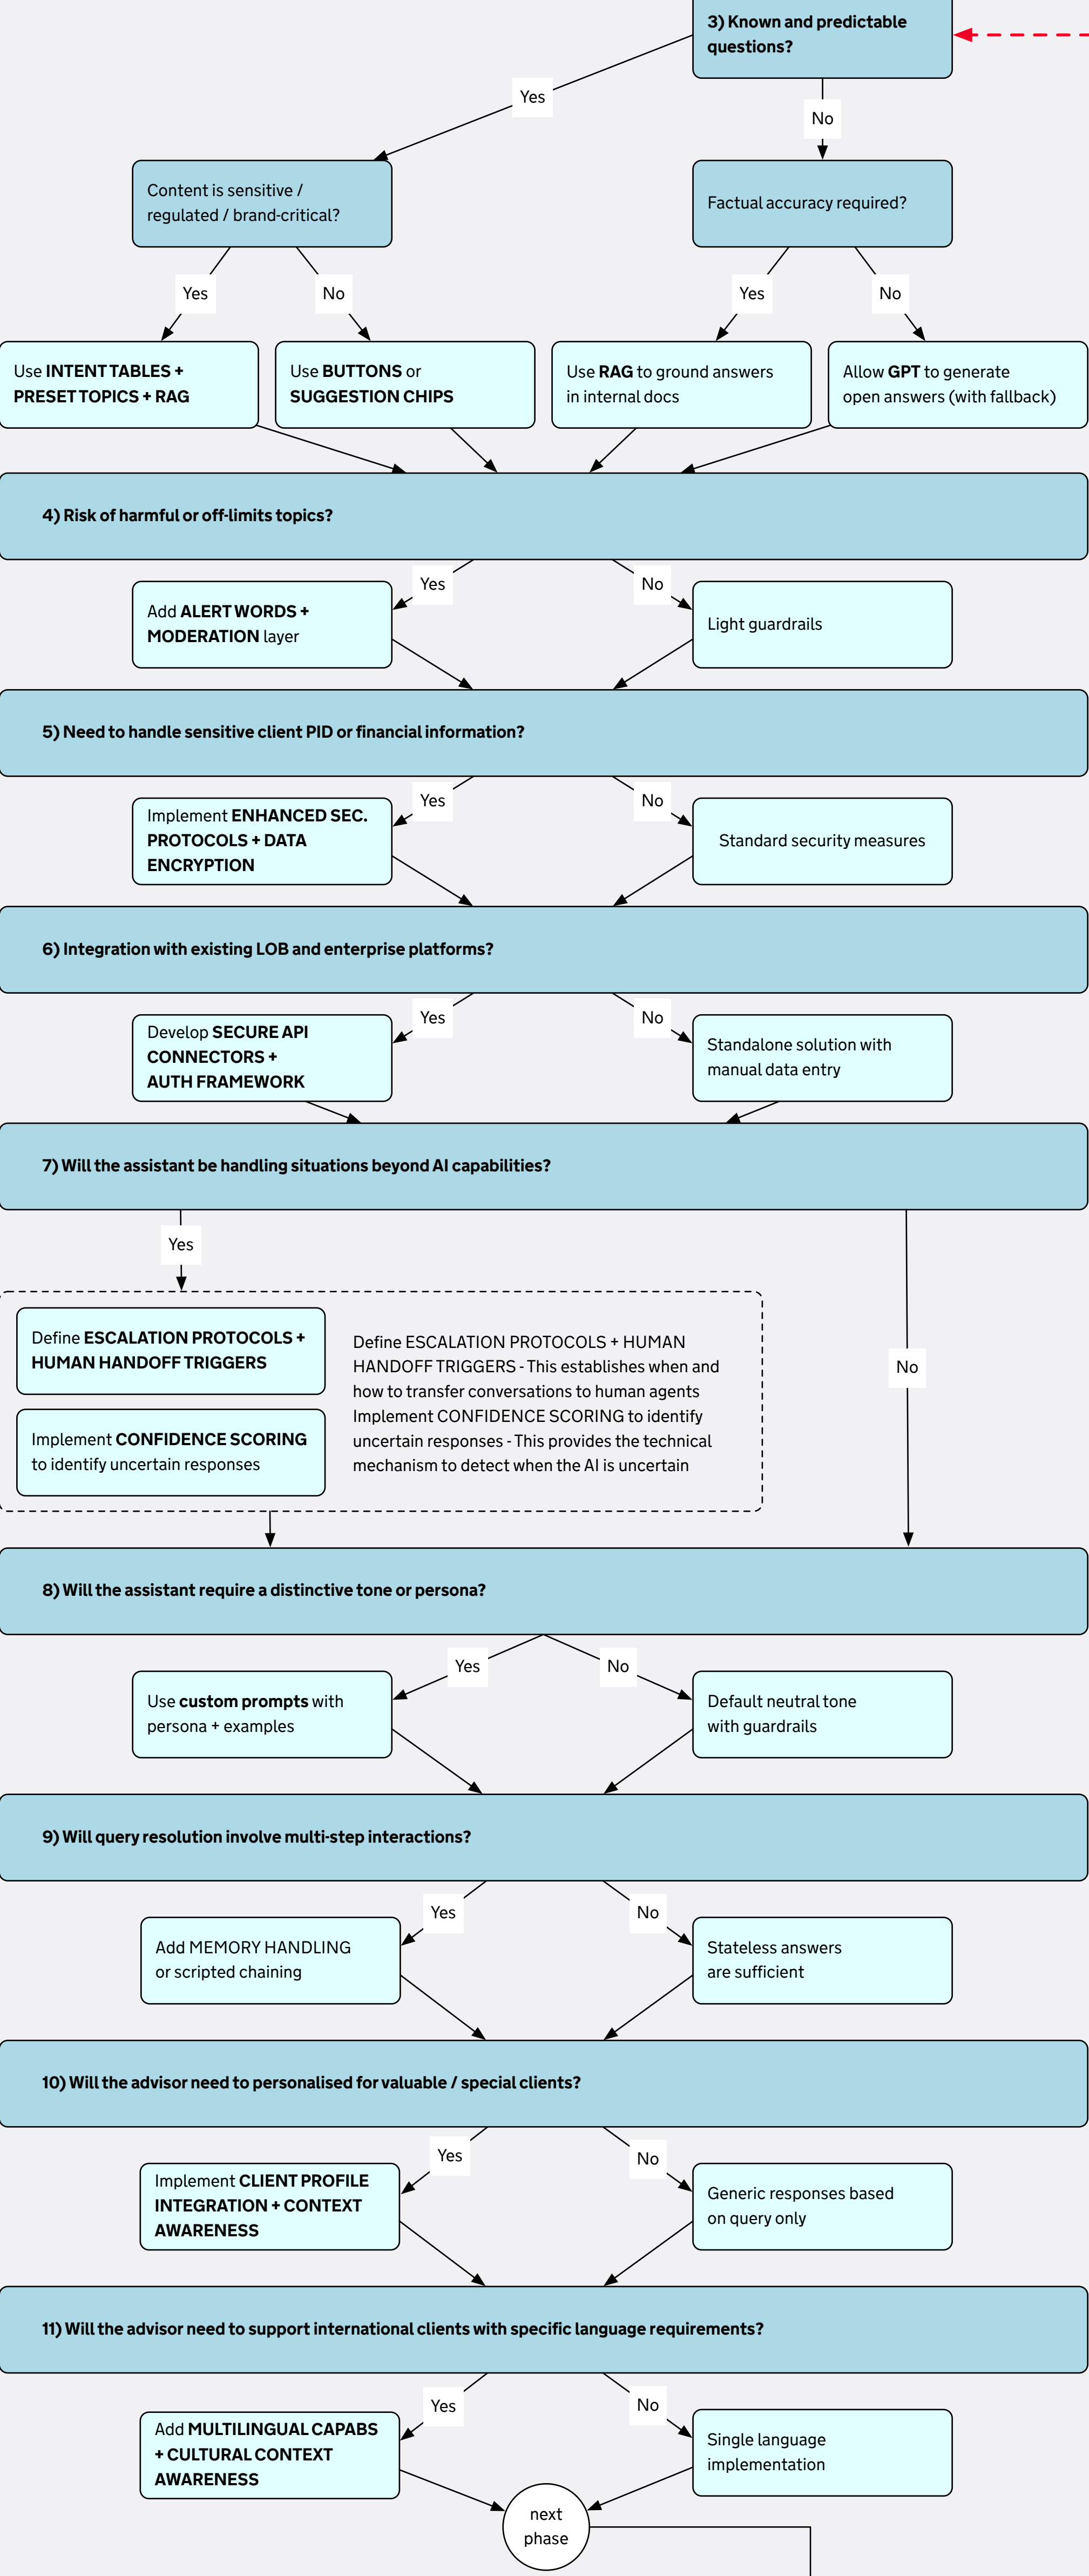 3) Known and predictable
questions?
Yes
No
Content is sensitive /
regulated / brand-critical?
Factual accuracy required?
Yes
No
Yes
No
Use INTENT TABLES +
PRESET TOPICS + RAG
Use BUTTONS or
SUGGESTION CHIPS
Use RAG to ground answers
in internal docs
Allow GPT to generate
open answers (with fallback)
4) Risk of harmful or off-limits topics?
Yes
No
Add ALERT WORDS +
MODERATION layer
Light guardrails
5) Need to handle sensitive client PID or financial information?
Yes
No
Implement ENHANCED SEC.
PROTOCOLS + DATA
ENCRYPTION
Standard security measures
6) Integration with existing LOB and enterprise platforms?
Yes
No
Develop SECURE API
CONNECTORS +
AUTH FRAMEWORK
Standalone solution with
manual data entry
7) Will the assistant be handling situations beyond AI capabilities?
Yes
No
Define ESCALATION PROTOCOLS +
HUMAN HANDOFF TRIGGERS
Implement CONFIDENCE SCORING
to identify uncertain responses
Define ESCALATION PROTOCOLS + HUMAN
HANDOFF TRIGGERS - This establishes when and
how to transfer conversations to human agents
Implement CONFIDENCE SCORING to identify
uncertain responses - This provides the technical
mechanism to detect when the AI is uncertain
8) Will the assistant require a distinctive tone or persona?
Yes
No
Use custom prompts with
persona + examples
Default neutral tone
with guardrails
9) Will query resolution involve multi-step interactions?
Yes
No
Add MEMORY HANDLING
or scripted chaining
Stateless answers
are sufficient
10) Will the advisor need to personalised for valuable / special clients?
Yes
No
Implement CLIENT PROFILE
INTEGRATION + CONTEXT
AWARENESS
Generic responses based
on query only
11) Will the advisor need to support international clients with specific language requirements?
Yes
No
Add MULTILINGUAL CAPABS
+ CULTURAL CONTEXT
AWARENESS
Single language
implementation
next
phase